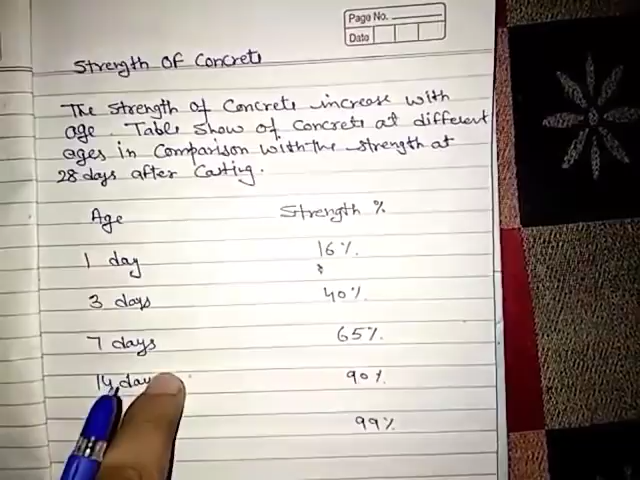 Page No.
Date
Strength Of Concrete
The Strength of Concrete increase with
age. Table Show of Concrete at different
ages in Comparison with the strength at
28 days after Casting.
Age Strength %
1 day 16%
3 days 40%
7 days 65%
14 day 90%
99%